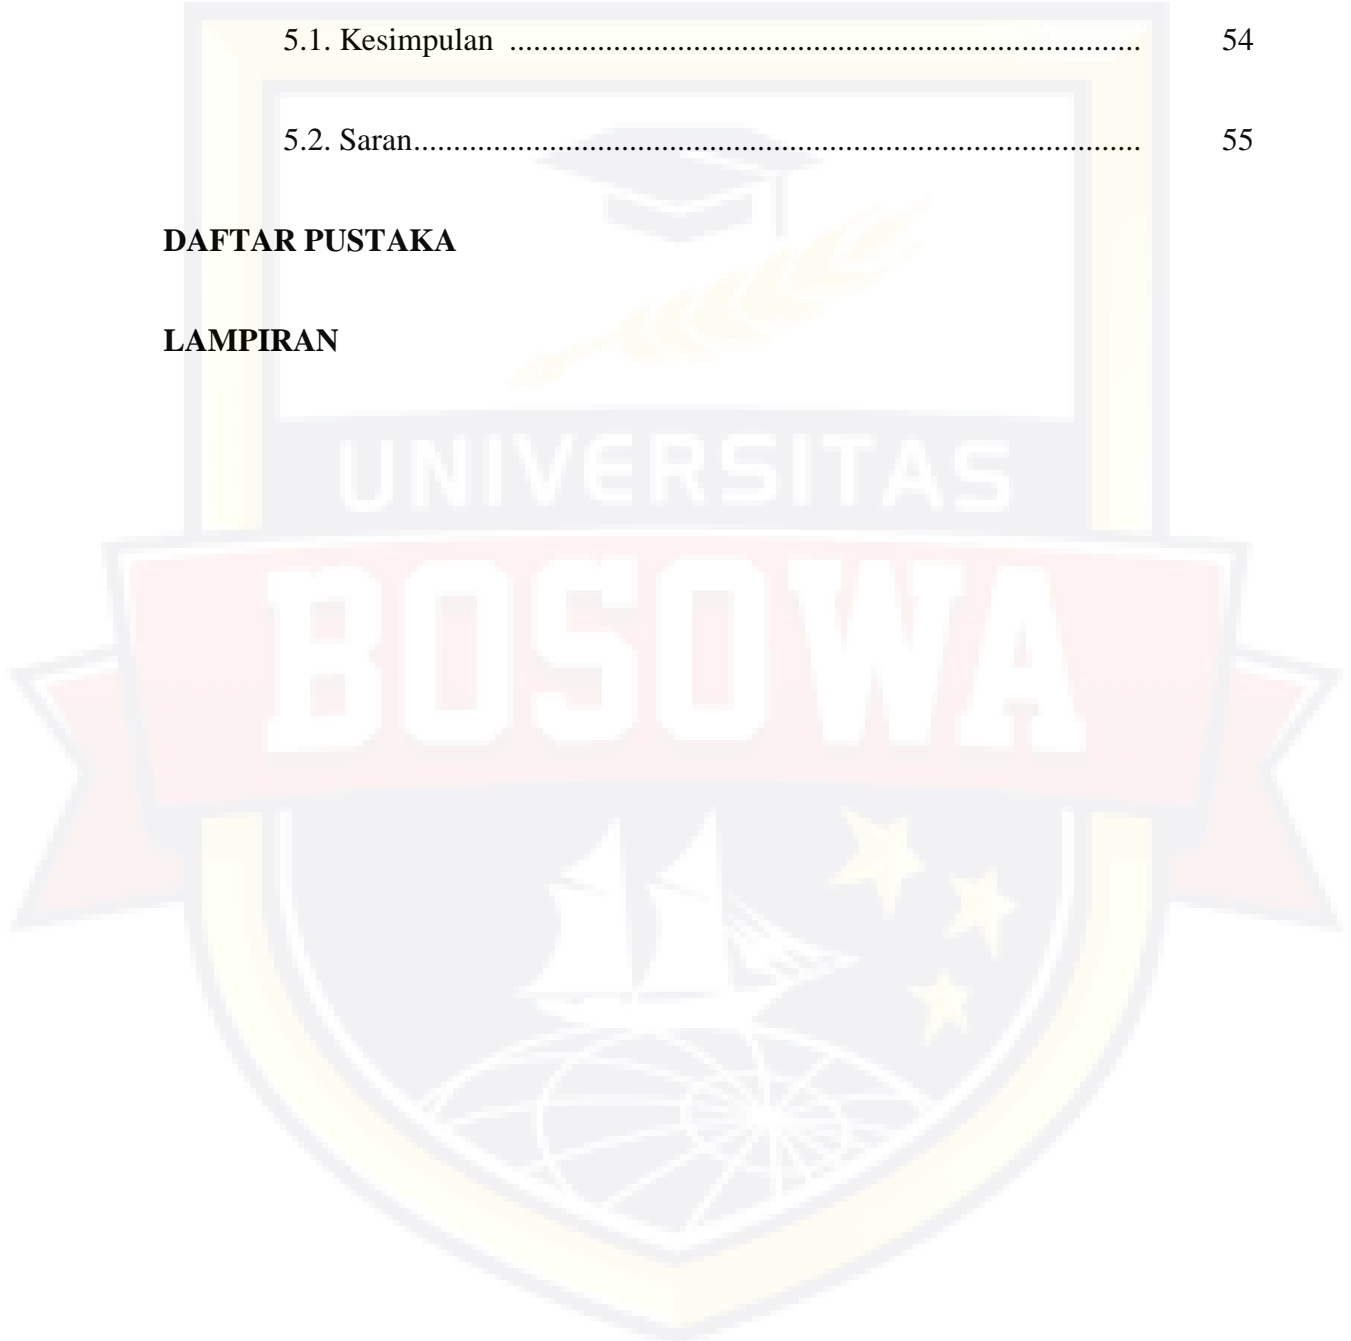 5.1. Kesimpulan ............................................................................... 54
5.2. Saran........................................................................................... 55
DAFTAR PUSTAKA
LAMPIRAN
UNIVERSITAS
BOSOWA